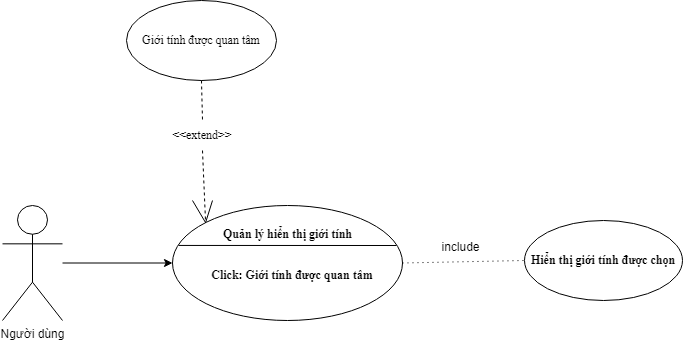 Giới tính được quan tâm
<<extend>>
Quản lý hiển thị giới tính
Click: Giới tính được quan tâm
include
Hiển thị giới tính được chọn
Người dùng